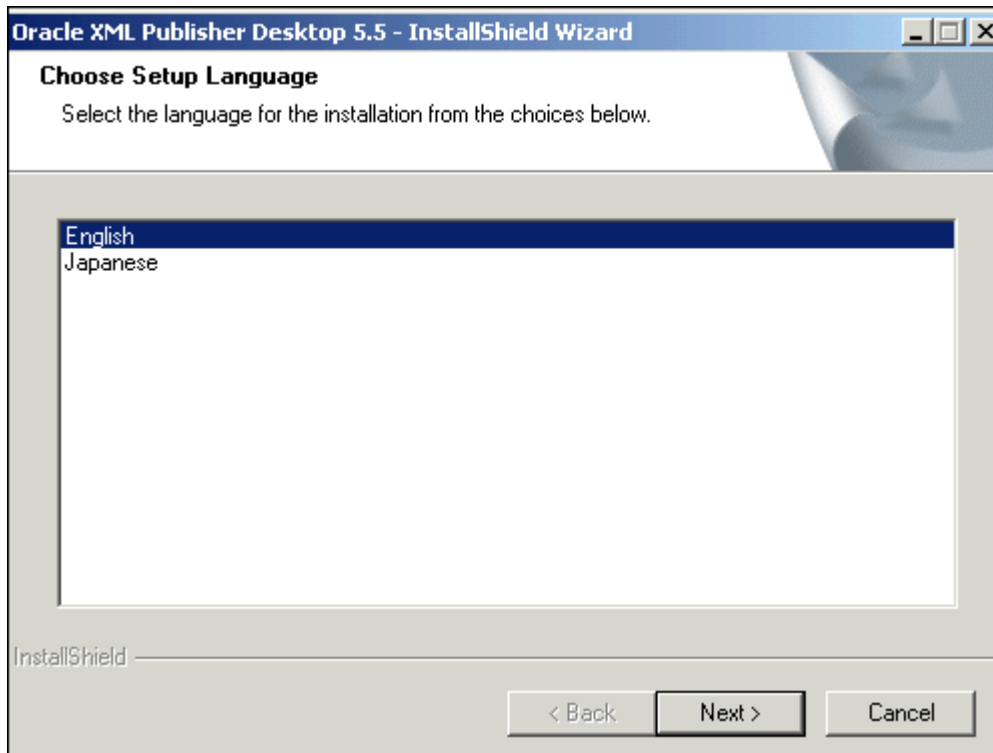 Oracle XML Publisher Desktop 5.5 - InstallShield Wizard
Choose Setup Language
Select the language for the installation from the choices below.
English
Japanese
InstallShield
< Back
Next >
Cancel